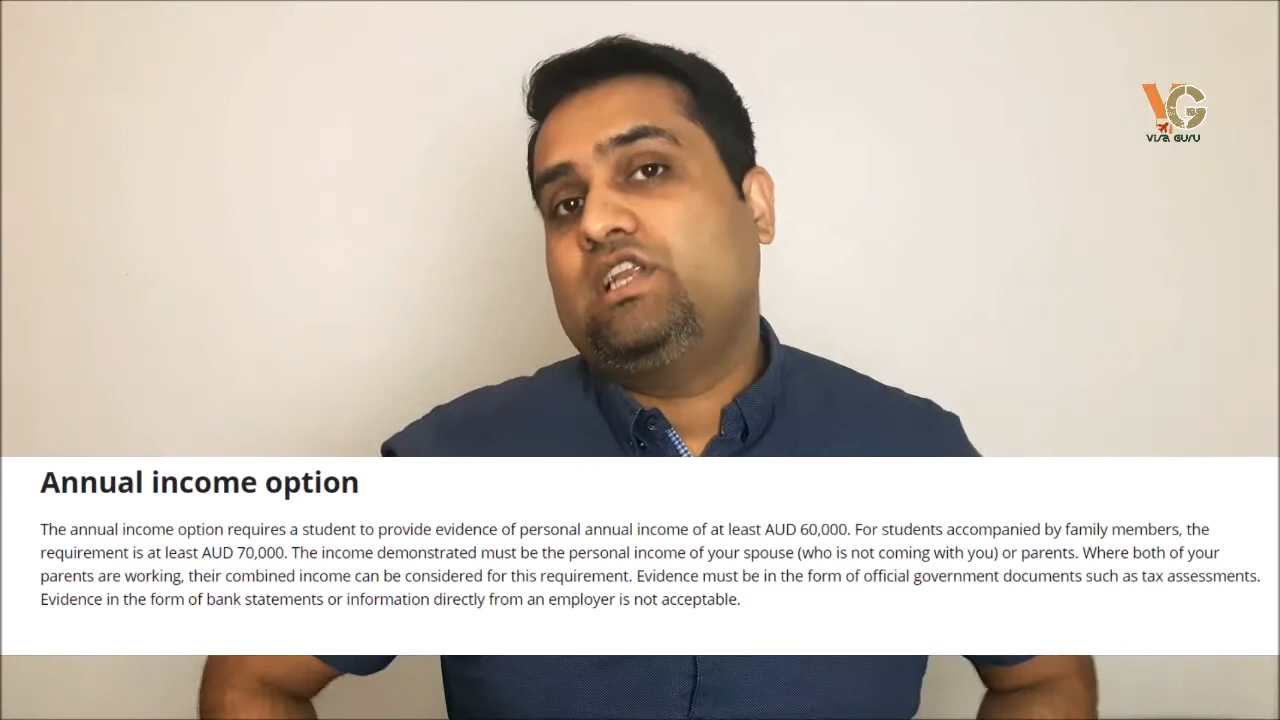 VG
Visa Guru
Annual income option
The annual income option requires a student to provide evidence of personal annual income of at least AUD 60,000. For students accompanied by family members, the
requirement is at least AUD 70,000. The income demonstrated must be the personal income of your spouse (who is not coming with you) or parents. Where both of your
parents are working, their combined income can be considered for this requirement. Evidence must be in the form of official government documents such as tax assessments.
Evidence in the form of bank statements or information directly from an employer is not acceptable.